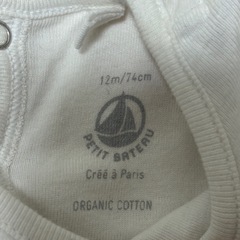 12m/74cm
PETIT BATEAU
Créé à Paris
ORGANIC COTTON